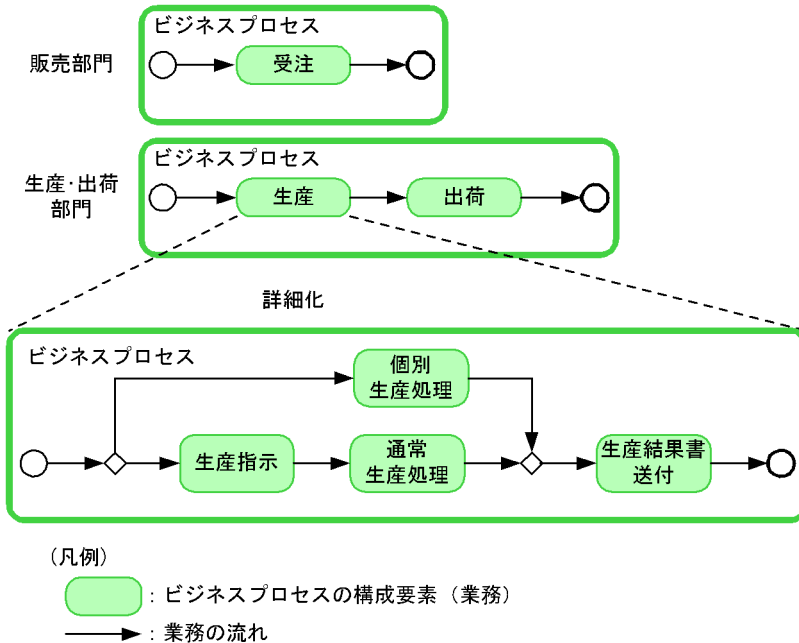 ビジネスプロセス
販売部門
受注
ビジネスプロセス
生産・出荷
部門
生産
出荷
詳細化
ビジネスプロセス
個別
生産処理
生産指示
通常
生産処理
生産結果書
送付
（凡例）
：ビジネスプロセスの構成要素（業務）
：業務の流れ